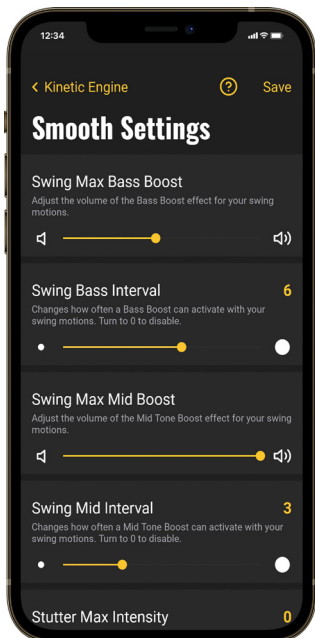 12:34
Kinetic Engine
Save
Smooth Settings
Swing Max Bass Boost
Adjust the volume of the Bass Boost effect for your swing
motions.
Swing Bass Interval 6
Changes how often a Bass Boost can activate with your
swing motions. Turn to 0 to disable.
Swing Max Mid Boost
Adjust the volume of the Mid Tone Boost effect for your swing
motions.
Swing Mid Interval 3
Changes how often a Mid Tone Boost can activate with your
swing motions. Turn to 0 to disable.
Stutter Max Intensity 0